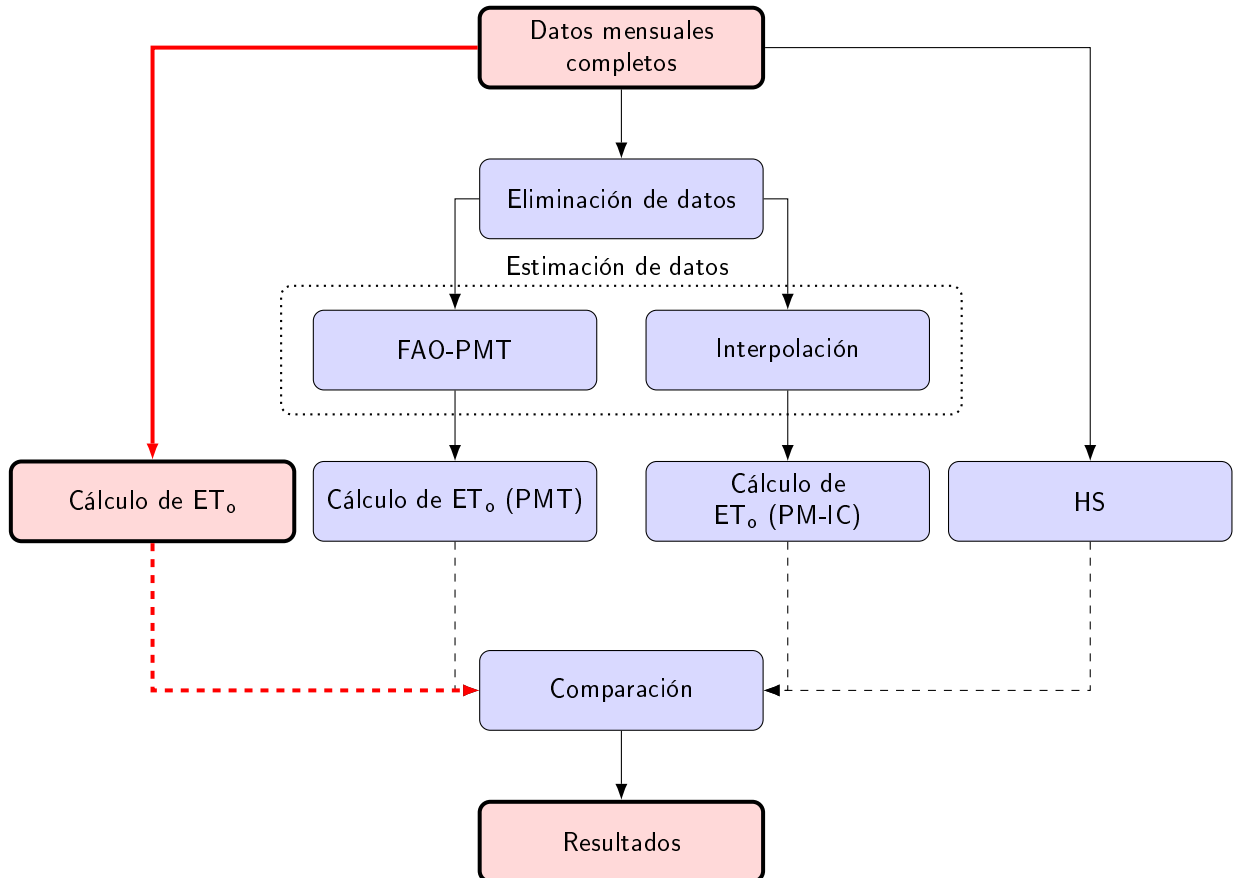 Datos mensuales
completos
Eliminación de datos
Estimación de datos
FAO-PMT
Interpolación
Cálculo de ETₒ
Cálculo de ETₒ (PMT)
Cálculo de
ETₒ (PM-IC)
HS
Comparación
Resultados